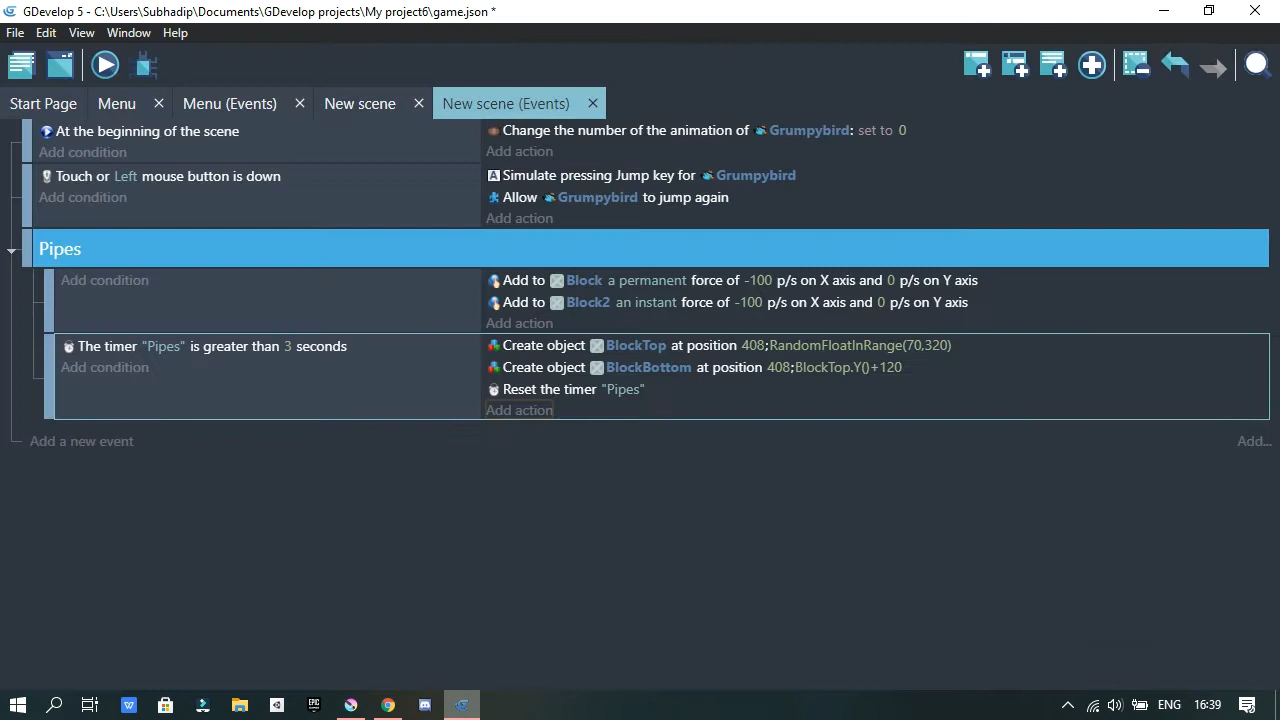 GDevelop 5 - C:\Users\Subhadip\Documents\GDevelop projects\My project6\game.json *
File Edit View Window Help
Start Page Menu × Menu (Events) × New scene × New scene (Events) ×
At the beginning of the scene
Add condition
Change the number of the animation of Grumpybird: set to 0
Add action
Touch or Left mouse button is down
Add condition
Simulate pressing Jump key for Grumpybird
Allow Grumpybird to jump again
Add action
Pipes
Add condition
Add to Block a permanent force of -100 p/s on X axis and 0 p/s on Y axis
Add to Block2 an instant force of -100 p/s on X axis and 0 p/s on Y axis
Add action
The timer "Pipes" is greater than 3 seconds
Add condition
Create object BlockTop at position 408;RandomFloatInRange(70,320)
Create object BlockBottom at position 408;BlockTop.Y()+120
Reset the timer "Pipes"
Add action
Add a new event Add...
W EPIC GAMES ENG 16:39